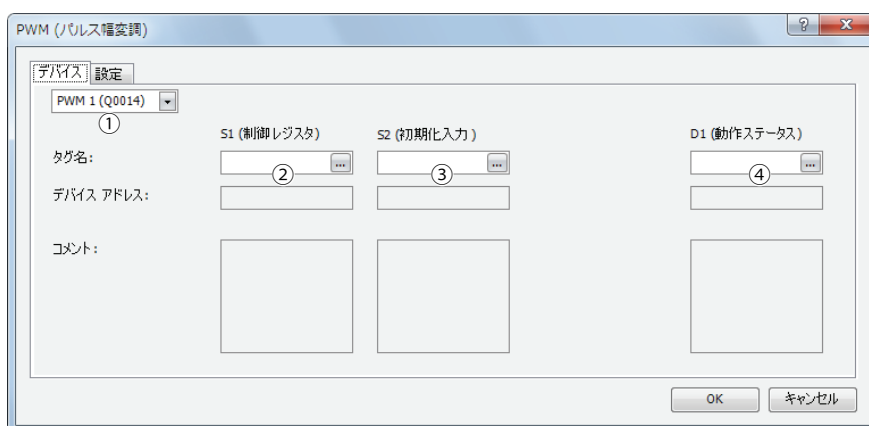 PWM (パルス幅変調)
デバイス 設定
PWM 1 (Q0014)
①
S1 (制御レジスタ) S2 (初期化入力) D1 (動作ステータス)
タグ名: ... ... ...
② ③ ④
デバイス アドレス:
コメント:
OK キャンセル